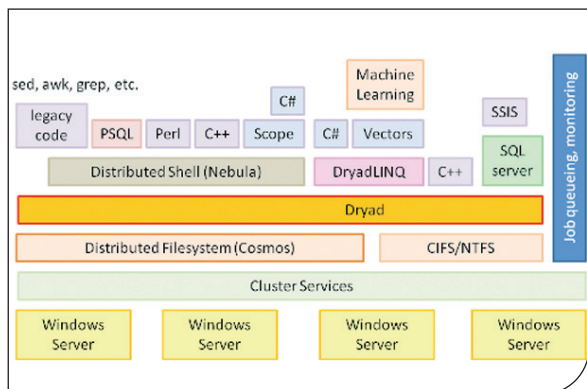 Machine
Learning
sed, awk, grep, etc.
C#
SSIS
legacy
code
PSQL
Perl
C++
Scope
C#
Vectors
SQL
server
Distributed Shell (Nebula)
DryadLINQ
C++
Job queueing, monitoring
Dryad
Distributed Filesystem (Cosmos)
CIFS/NTFS
Cluster Services
Windows
Server
Windows
Server
Windows
Server
Windows
Server